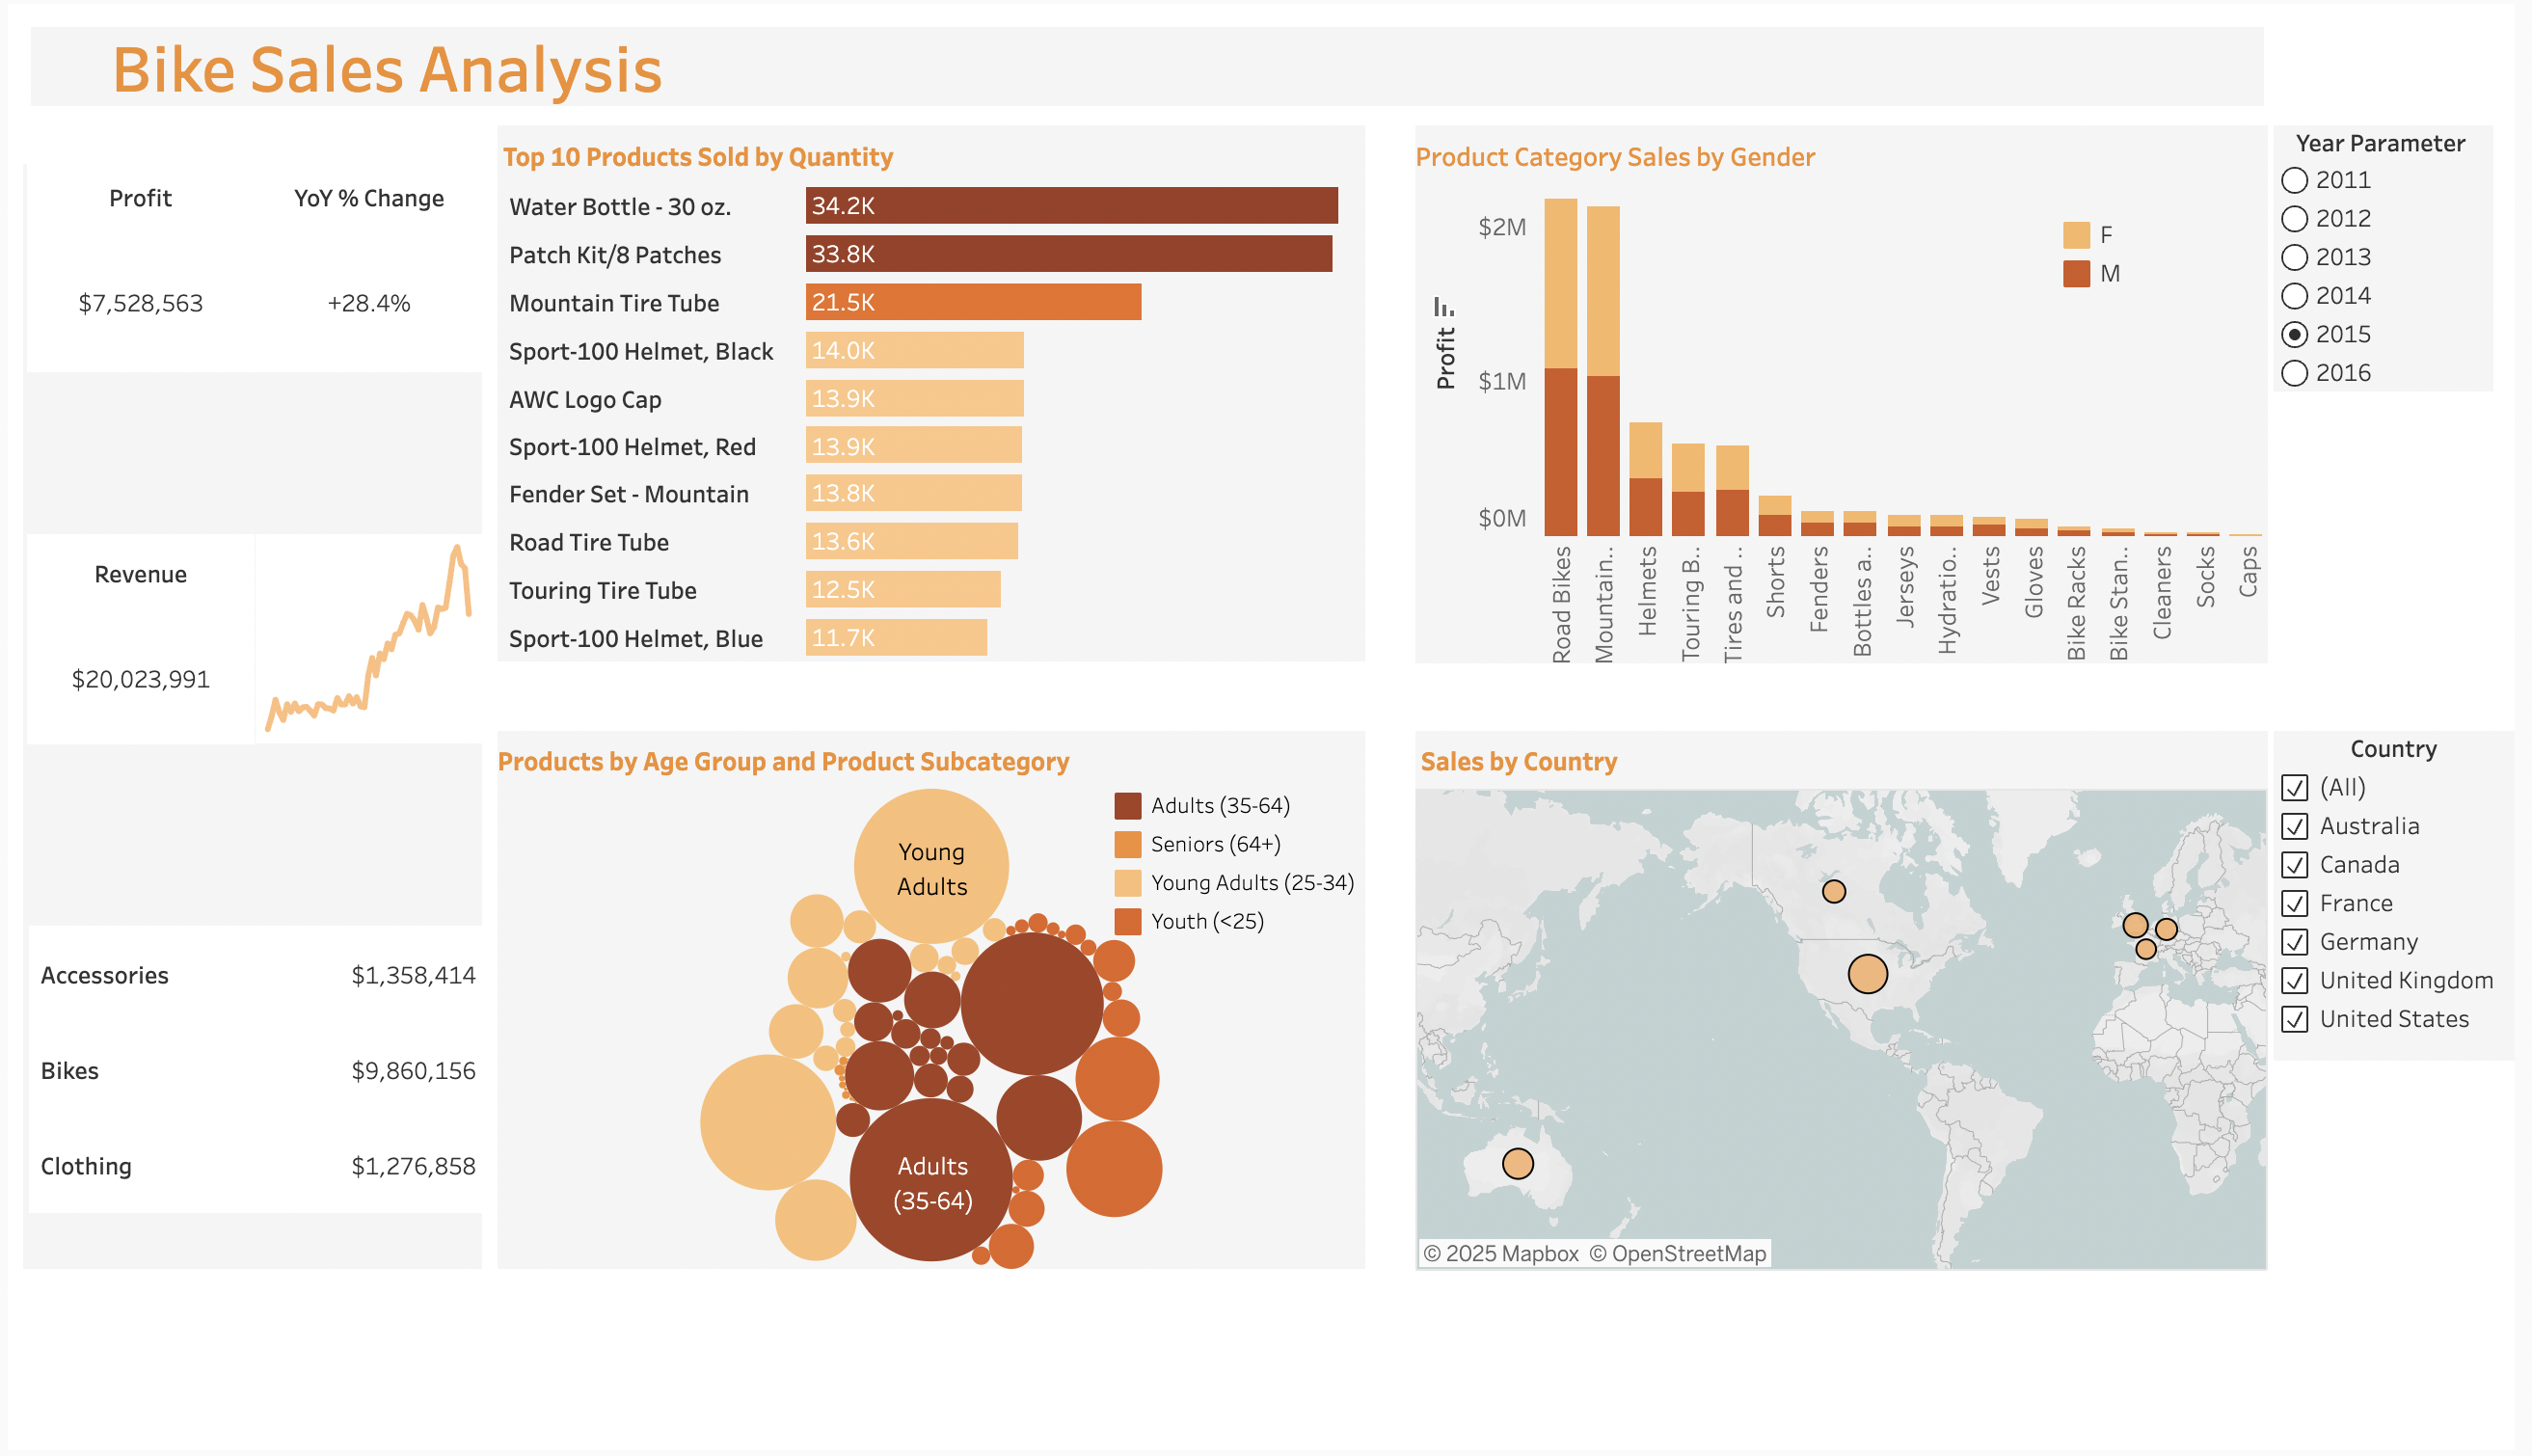 Bike Sales Analysis
Profit
YoY % Change
$7,528,563
+28.4%
Revenue
$20,023,991
Accessories
$1,358,414
Bikes
$9,860,156
Clothing
$1,276,858
Top 10 Products Sold by Quantity
Water Bottle - 30 oz.
34.2K
Patch Kit/8 Patches
33.8K
Mountain Tire Tube
21.5K
Sport-100 Helmet, Black
14.0K
AWC Logo Cap
13.9K
Sport-100 Helmet, Red
13.9K
Fender Set - Mountain
13.8K
Road Tire Tube
13.6K
Touring Tire Tube
12.5K
Sport-100 Helmet, Blue
11.7K
Product Category Sales by Gender
Profit
$2M
$1M
$0M
F
M
Road Bikes
Mountain..
Helmets
Touring B..
Tires and ..
Shorts
Fenders
Bottles a..
Jerseys
Hydratio..
Vests
Gloves
Bike Racks
Bike Stan..
Cleaners
Socks
Caps
Year Parameter
2011
2012
2013
2014
2015
2016
Products by Age Group and Product Subcategory
Adults (35-64)
Seniors (64+)
Young Adults (25-34)
Youth (<25)
Young
Adults
Adults
(35-64)
Sales by Country
© 2025 Mapbox © OpenStreetMap
Country
(All)
Australia
Canada
France
Germany
United Kingdom
United States